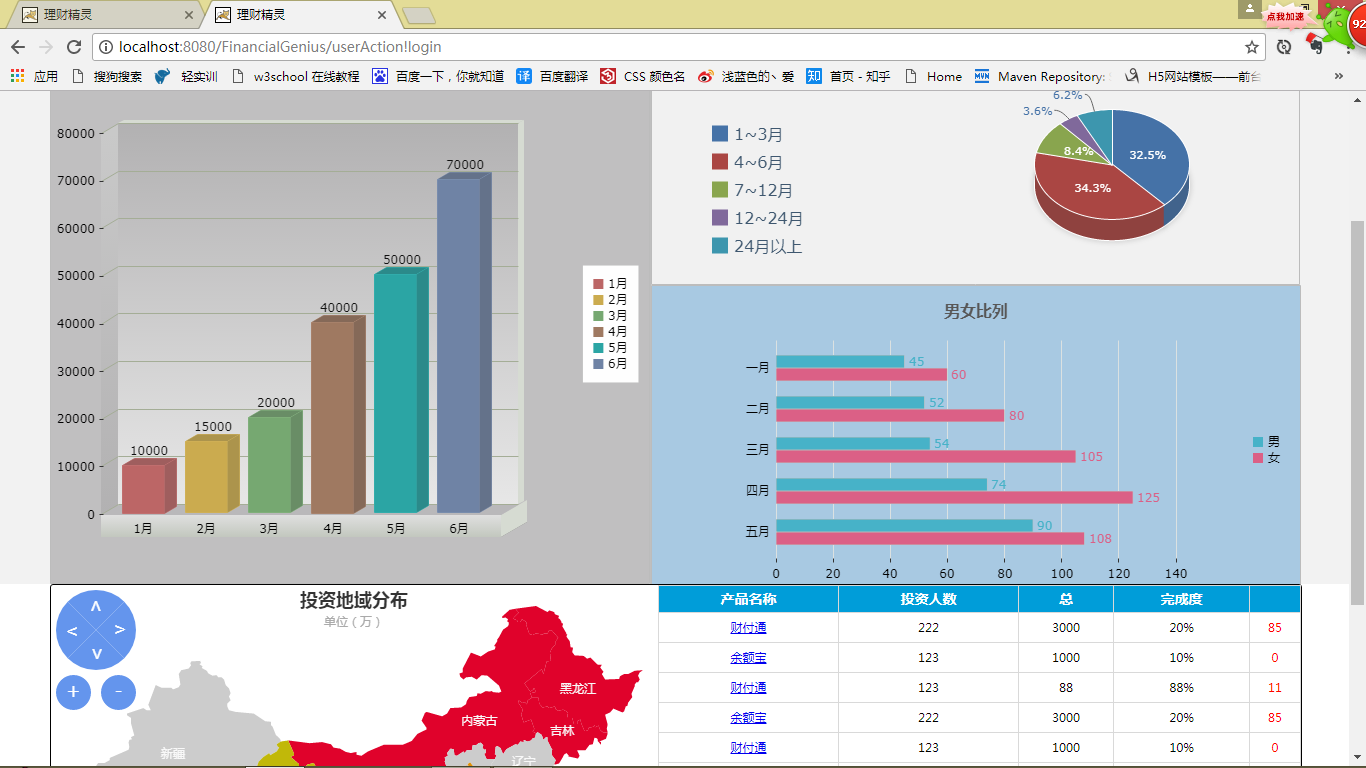 理财精灵
理财精灵
点我加速
92
localhost:8080/FinancialGenius/userAction!login
应用 搜狗搜索 轻实训 w3school 在线教程 百度一下，你就知道 译 百度翻译 CSS 颜色名 浅蓝色的丶爱 知 首页 - 知乎 Home MVN Maven Repository: H5网站模板——前台 »
80000
70000
60000
50000
40000
30000
20000
10000
0
10000
15000
20000
40000
50000
70000
1月 2月 3月 4月 5月 6月
1月
2月
3月
4月
5月
6月
1~3月
4~6月
7~12月
12~24月
24月以上
6.2%
3.6%
8.4%
32.5%
34.3%
男女比列
一月 45
60
二月 52
80
三月 54
105
四月 74
125
五月 90
108
0 20 40 60 80 100 120 140
男
女
投资地域分布
单位（万）
< > ^ v
+ -
黑龙江
内蒙古
吉林
辽宁
新疆
产品名称 投资人数 总 完成度
财付通 222 3000 20% 85
余额宝 123 1000 10% 0
财付通 123 88 88% 11
余额宝 222 3000 20% 85
财付通 123 1000 10% 0